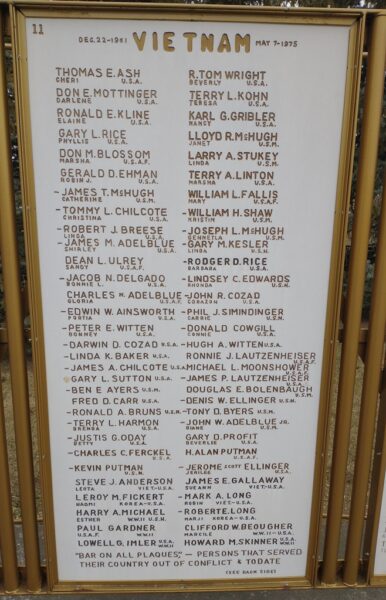 11
DEC. 22-1961 VIETNAM MAY 7-1975
THOMAS E. ASH
CHERI U.S.A.
DON E. MOTTINGER
DARLENE U.S.A.
RONALD E. KLINE
ELAINE U.S.A.
GARY L. RICE
PHYLLIS U.S.A.
DON M. BLOSSOM
MARSHA U.S.A.F.
GERALD D. EHMAN
ROBIN J. U.S.A.
-JAMES T. McHUGH
CATHERINE U.S.M.
-TOMMY L. CHILCOTE
CHRISTINA U.S.M.
-ROBERT J. BREESE
LINDA U.S.A.
-JAMES M. ADELBLUE
SHIRLEY U.S.A.
DEAN L. ULREY
SANDY U.S.A.F.
-JACOB N. DELGADO
BONNIE L. U.S.A.
CHARLES M. ADELBLUE
GLORIA U.S.A.F.
-EDWIN W. AINSWORTH
PORTIA U.S.A.F.
-PETER E. WITTEN
BONNEY U.S.A.
-DARWIN D. COZAD U.S.A.
-LINDA K. BAKER U.S.A.
-JAMES A. CHILCOTE U.S.A.
-GARY L. SUTTON U.S.A.
-BEN E. AYERS U.S.M.
FRED D. CARR U.S.A.
-RONALD A. BRUNS U.S.N.
-TERRY L. HARMON
BRENDA U.S.A.
-JUSTIS G. ODAY
BETTY U.S.A.
-CHARLES C. FERCKEL
U.S.A.
-KEVIN PUTMAN
U.S.N.
STEVE J. ANDERSON
LEOTA VIET-U.S.A.
LEROY M. FICKERT
NAOMI KOREA-U.S.A.
HARRY A. MICHAEL
ESTHER WW.II U.S.N.
PAUL GARDNER
U.S.A.F. WW.II
LOWELL G. IMLER U.S.A. WW.II
R. TOM WRIGHT
BEVERLY U.S.A.
TERRY L. KOHN
TERESA U.S.A.
KARL G. GRIBLER
NANCY U.S.A.
LLOYD R. McHUGH
JANET U.S.M.
LARRY A. STUKEY
LINDA U.S.M.
TERRY A. LINTON
MARSHA U.S.M.
WILLIAM L. FALLIS
MARY U.S.A.F.
-WILLIAM H. SHAW
KRISTIN U.S.M.
-JOSEPH L. McHUGH
U.S.M.
-GARY M. KESLER
LINDA U.S.N.
-RODGER D. RICE
BARBARA U.S.A.
-LINDSEY C. EDWARDS
RHONDA U.S.N.
-JOHN R. COZAD
CORAZON U.S.A.
-PHIL J. SIMINDINGER
CARRIE U.S.M.
-DONALD COWGILL
CONNIE U.S.A.
-HUGH A. WITTEN U.S.A.
RONNIE J. LAUTZENHEISER
U.S.A.F.
MICHAEL L. MOONSHOWER
U.S.A.F.
-JAMES P. LAUTZENHEISER
U.S.M.
DOUGLAS E. BOLENBAUGH
U.S.M.
-DENIS W. ELLINGER U.S.N.
-TONY D. BYERS U.S.M.
-JOHN W. ADELBLUE JR.
DIANE U.S.M.
GARY D. PROFIT
BEVERLIE U.S.A.
H. ALAN PUTMAN
U.S.A.F.
-JEROME SCOTT ELLINGER
U.S.A.
JAMES E. GALLAWAY
SUEANN VIET-U.S.A.
-MARK A. LONG
ROBIN VIET-U.S.A.
-ROBERT E. LONG
MARJI KOREA-U.S.A.
CLIFFORD W. BEOUGHER
MARCILE WW.II-U.S.A.
HOWARD M. SKINNER U.S.A. WW.II
"BAR ON ALL PLAQUES" - PERSONS THAT SERVED
THEIR COUNTRY OUT OF CONFLICT & TODATE
(SEE BACK SIDE)